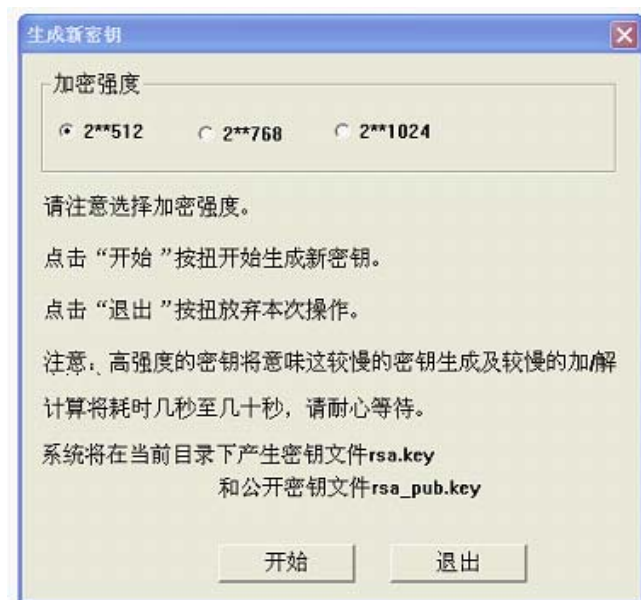 生成新密钥
加密强度
2**512 2**768 2**1024
请注意选择加密强度。
点击“开始”按扭开始生成新密钥。
点击“退出”按扭放弃本次操作。
注意：高强度的密钥将意味这较慢的密钥生成及较慢的加/解
计算将耗时几秒至几十秒，请耐心等待。
系统将在当前目录下产生密钥文件rsa.key
和公开密钥文件rsa_pub.key
开始 退出